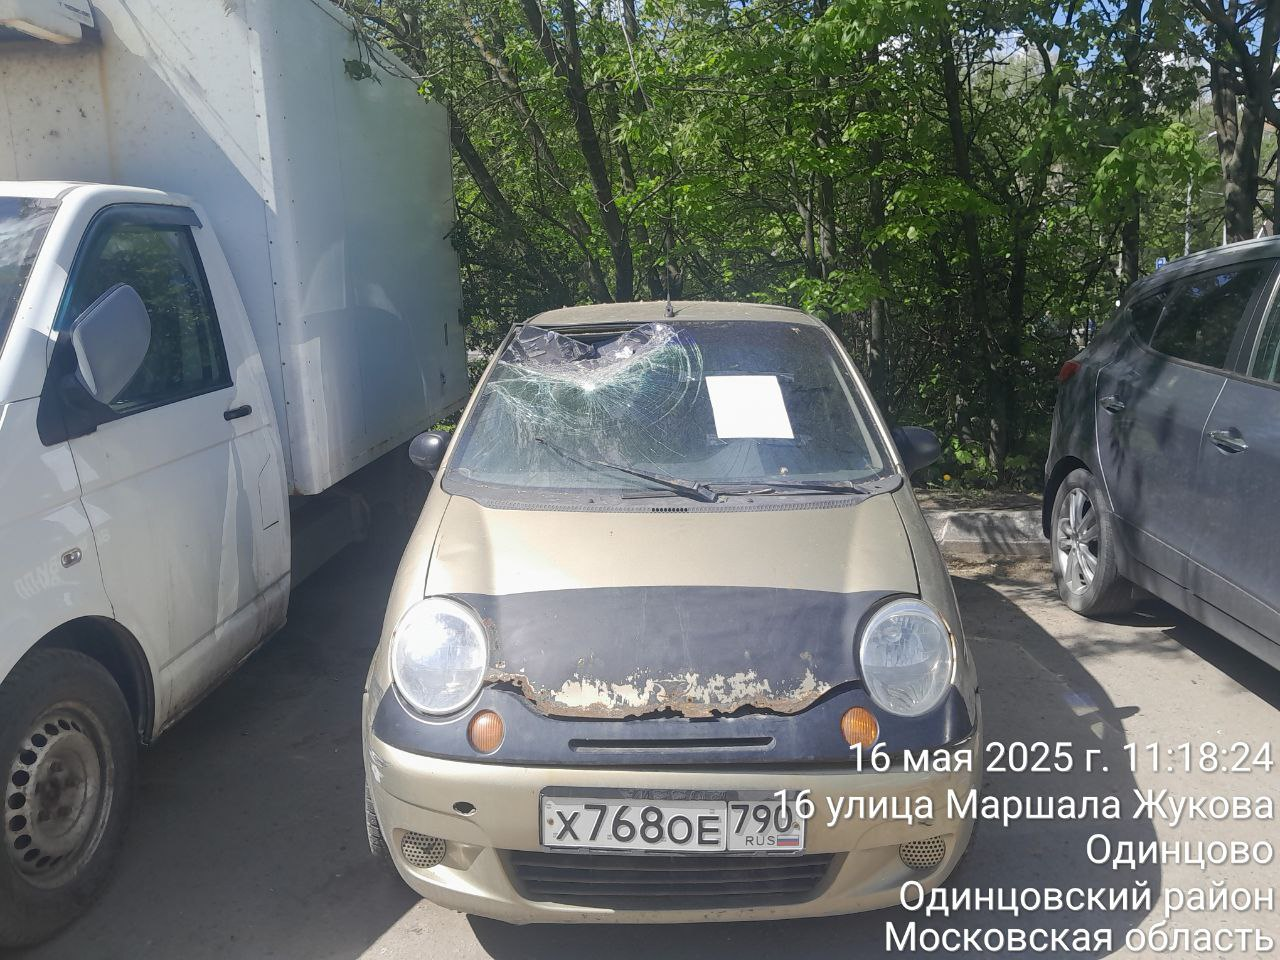 16 мая 2025 г. 11:18:24
16 улица Маршала Жукова
Одинцово
Одинцовский район
Московская область
Х768ОЕ 790
RUS